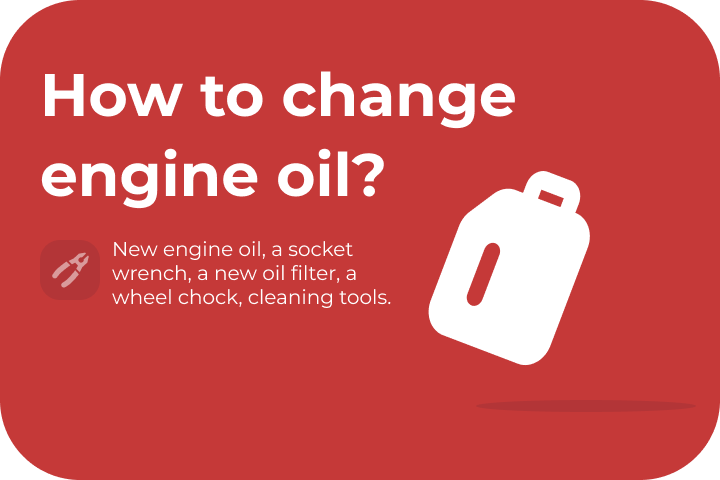 How to change
engine oil?
New engine oil, a socket
wrench, a new oil filter, a
wheel chock, cleaning tools.